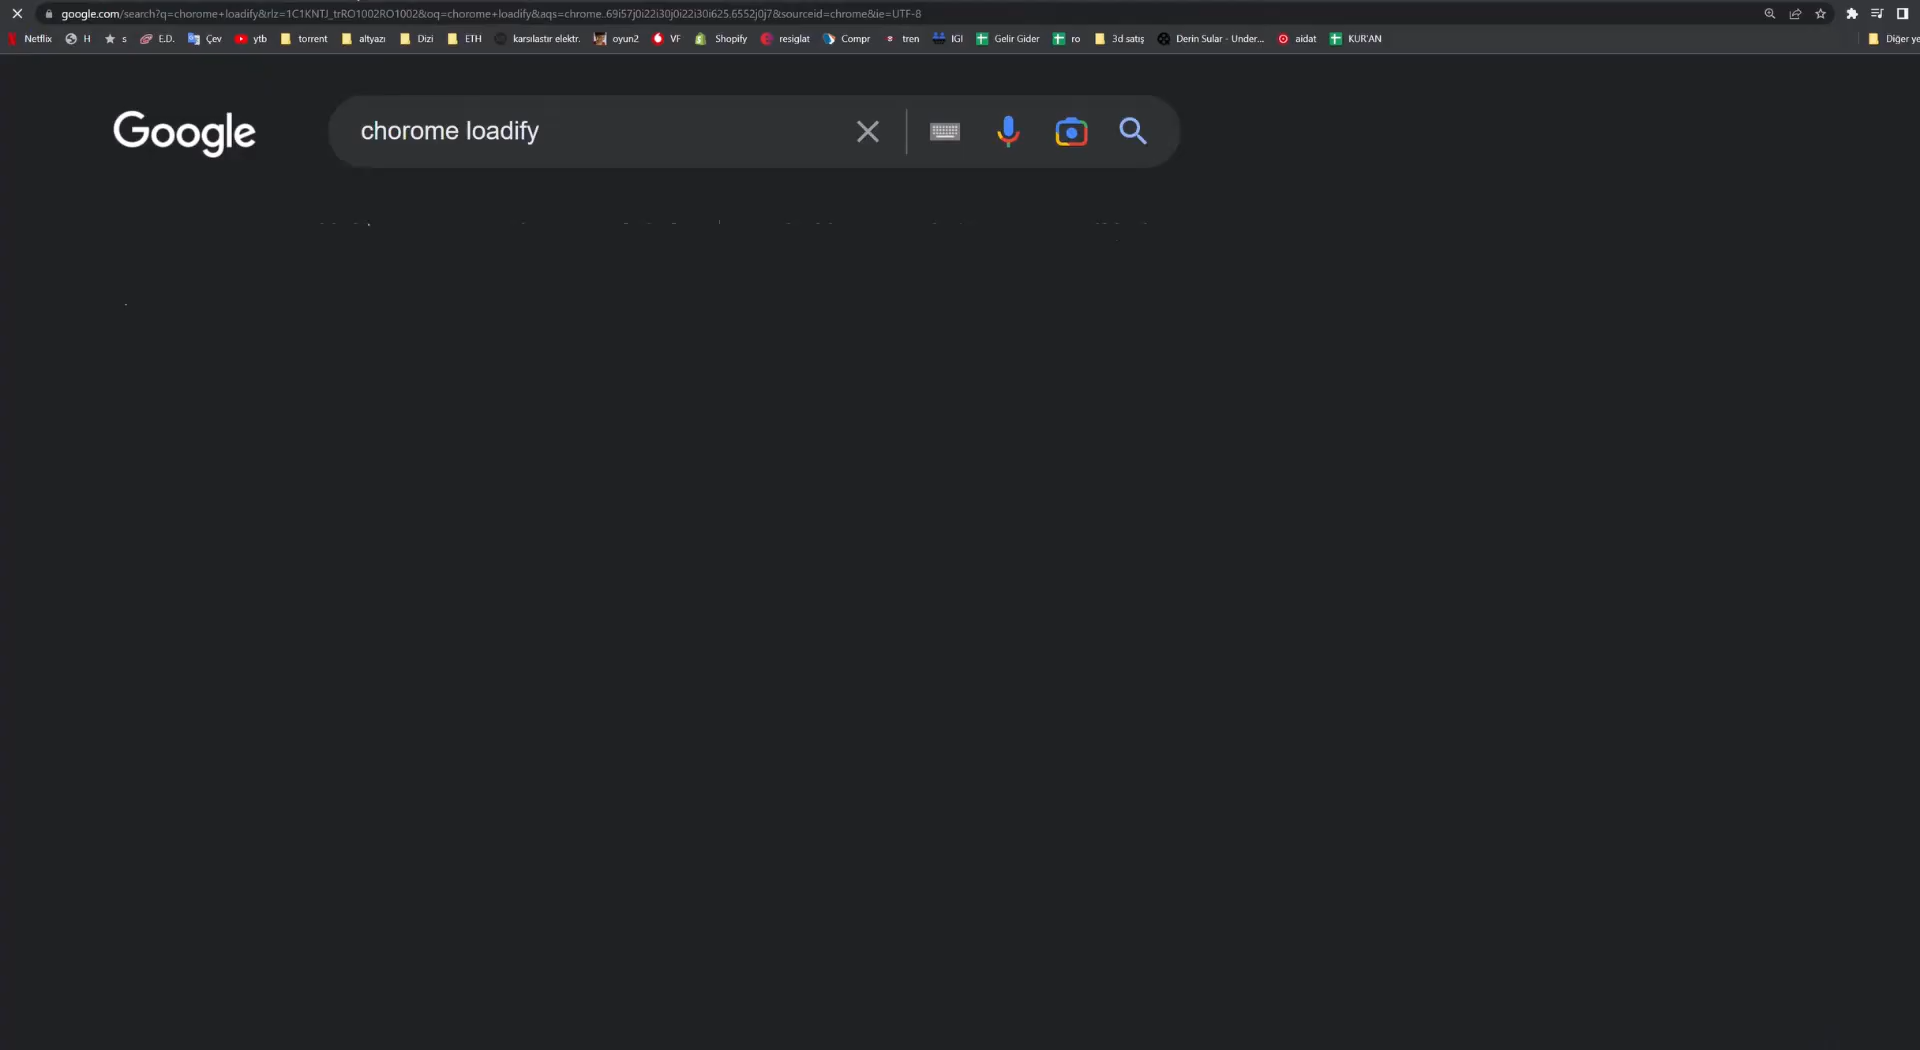 google.com/search?q=chorome+loadify&rlz=1C1KNTJ_trRO1002RO1002&oq=chorome+loadify&aqs=chrome..69i57j0i22i30j0i22i30i625.6552j0j7&sourceid=chrome&ie=UTF-8
Netflix H s E.D. Çev ytb torrent altyazı Dizi ETH karsılastır elektr. oyun2 VF Shopify resiglat Compr tren IGI Gelir Gider ro 3d satış Derin Sular - Under... aidat KUR'AN Diğer ye
Google chorome loadify